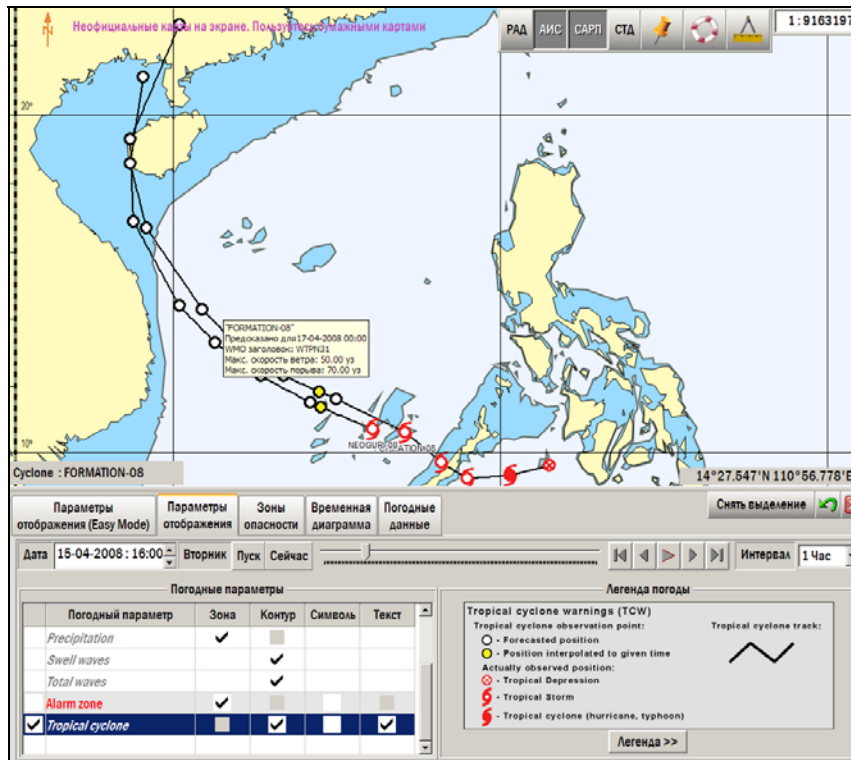 N
Неофициальные карты на экране. Пользуйтесь бумажными картами
РАД АИС САРП СТД
1:9163197
20°
"FORMATION-08"
Предсказано для17-04-2008 00:00
WMO заголовок: WTPN31
Макс. скорость ветра: 50.00 уз
Макс. скорость порыва: 70.00 уз
NEOGURI-08
10°
Cyclone : FORMATION-08
14°27.547'N 110°56.778'E
Параметры отображения (Easy Mode)
Параметры отображения
Зоны опасности
Временная диаграмма
Погодные данные
Снять выделение
Дата 15-04-2008 : 16:00 Вторник Пуск Сейчас
Интервал 1 Час
Погодные параметры
Погодный параметр Зона Контур Символь Текст
Precipitation
Swell waves
Total waves
Alarm zone
Tropical cyclone
Легенда погоды
Tropical cyclone warnings (TCW)
Tropical cyclone observation point:
Tropical cyclone track:
- Forecasted position
- Position interpolated to given time
Actually observed position:
- Tropical Depression
- Tropical Storm
- Tropical cyclone (hurricane, typhoon)
Легенда >>